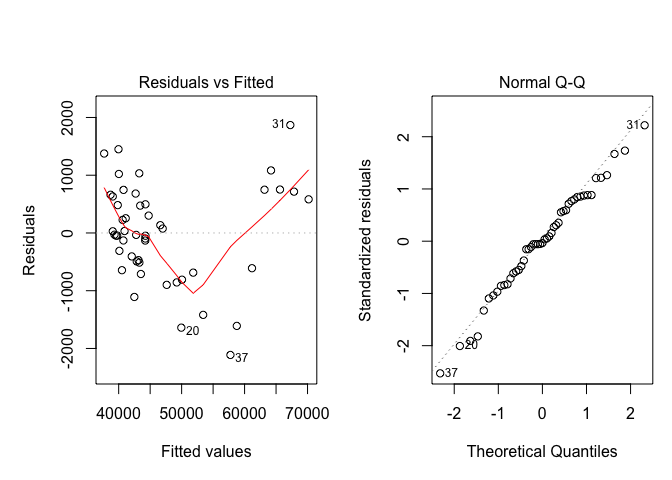 Residuals vs Fitted
Residuals
2000
1000
0
-1000
-2000
31
20
37
40000 50000 60000 70000
Fitted values
Normal Q-Q
Standardized residuals
2
1
0
-1
-2
31
20
37
-2 -1 0 1 2
Theoretical Quantiles